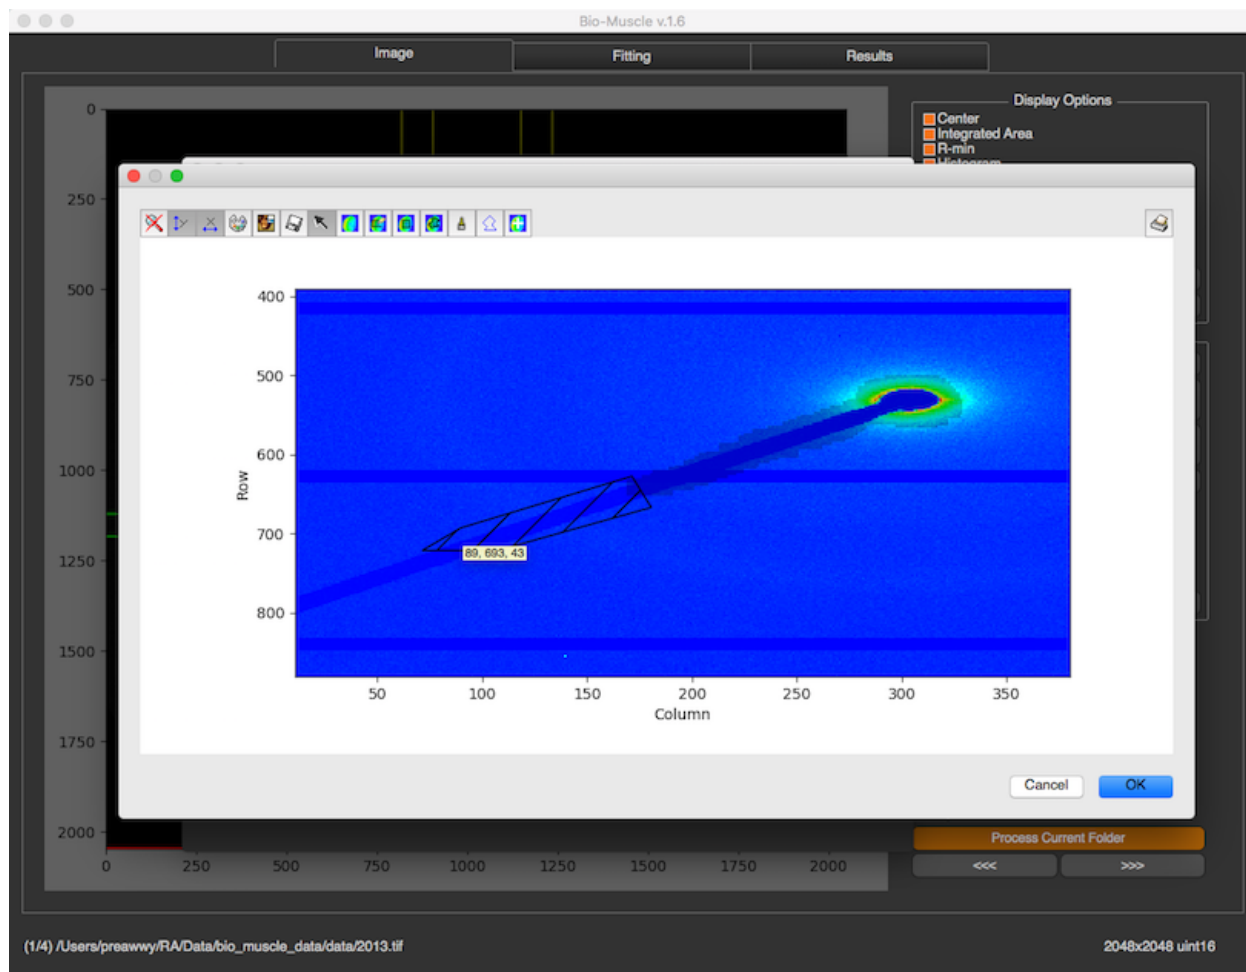 Bio-Muscle v.1.6
Image Fitting Results
Display Options
Center
Integrated Area
R-min
Histogram
0
250
500
750
1000
1250
1500
1750
2000
0 250 500 750 1000 1250 1500 1750 2000
400
500
600
700
800
Row
89, 693, 43
50 100 150 200 250 300 350
Column
Cancel OK
Process Current Folder
<<< >>>
(1/4) /Users/preawwy/RA/Data/bio_muscle_data/data/2013.tif 2048x2048 uint16